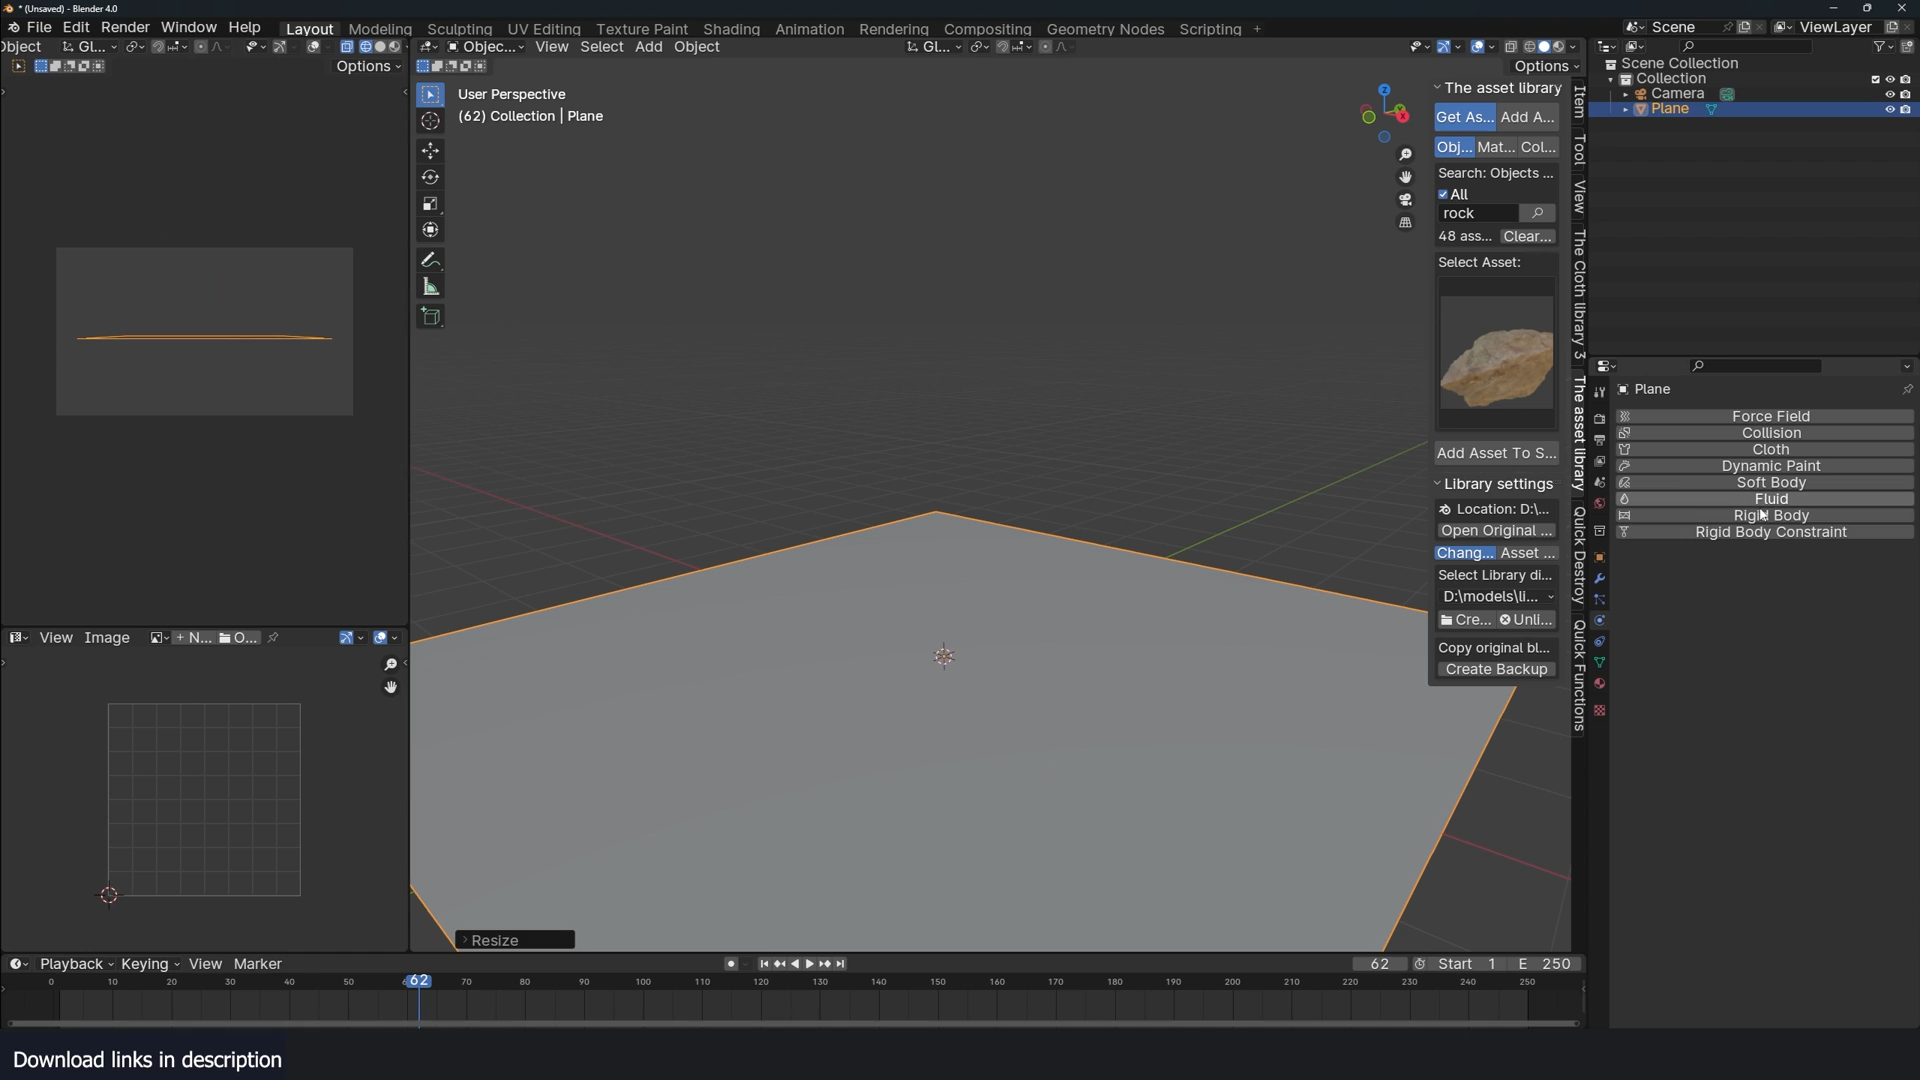 * (Unsaved) - Blender 4.0
File Edit Render Window Help Layout Modeling Sculpting UV Editing Texture Paint Shading Animation Rendering Compositing Geometry Nodes Scripting +
Scene ViewLayer
Object Gl...
Options
Objec... View Select Add Object Gl...
Options
User Perspective
(62) Collection | Plane
The asset library
Get As... Add A...
Obj... Mat... Col...
Search: Objects ...
All
rock
48 ass... Clear...
Select Asset:
Add Asset To S...
Library settings
Location: D:\...
Open Original ...
Chang... Asset ...
Select Library di...
D:\models\li...
Cre... Unli...
Copy original bl...
Create Backup
Item
Tool
View
The Cloth library 3
The asset library
Quick Destroy
Quick Functions
Z
Y
X
Scene Collection
Collection
Camera
Plane
Plane
Force Field
Collision
Cloth
Dynamic Paint
Soft Body
Fluid
Rigid Body
Rigid Body Constraint
View Image + N... O...
Resize
Playback Keying View Marker
62 Start 1 E 250
0 10 20 30 40 50 6 62 70 80 90 100 110 120 130 140 150 160 170 180 190 200 210 220 230 240 250
Download links in description